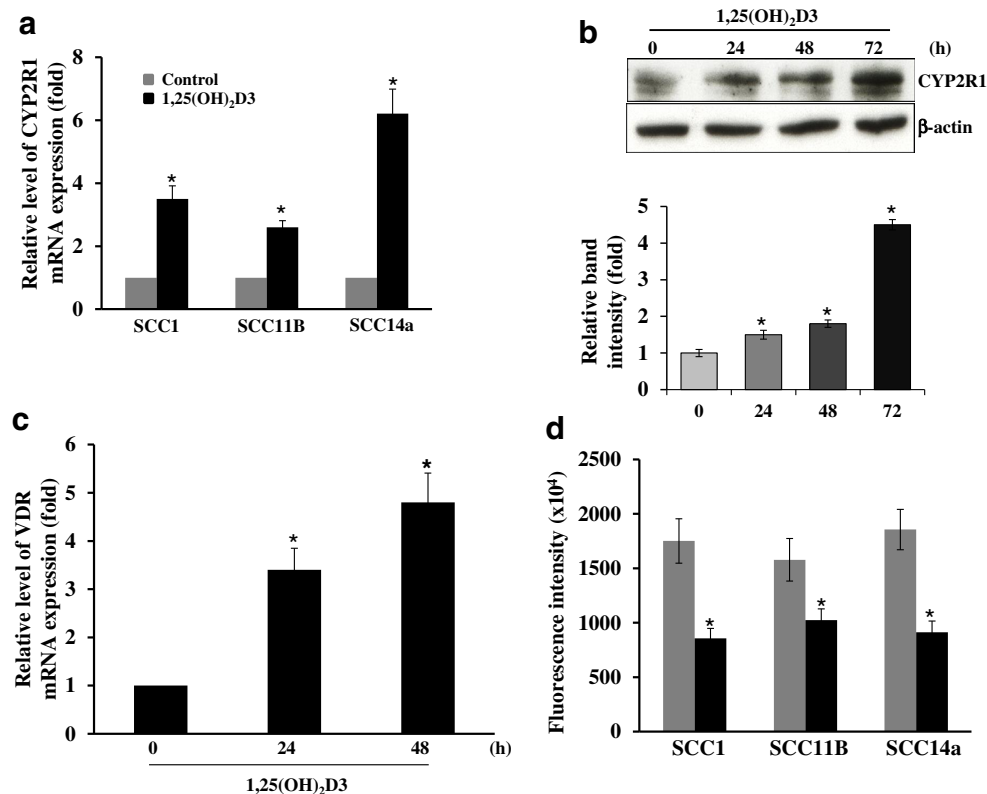 a
Relative level of CYP2R1
mRNA expression (fold)
8
6
4
2
0
Control
1,25(OH)₂D3
*
*
*
SCC1
SCC11B
SCC14a
b
1,25(OH)₂D3
0
24
48
72
(h)
CYP2R1
β-actin
Relative band
intensity (fold)
5
4
3
2
1
0
*
*
*
0
24
48
72
c
Relative level of VDR
mRNA expression (fold)
6
5
4
3
2
1
0
*
*
0
24
48
(h)
1,25(OH)₂D3
d
Fluorescence intensity (x10⁴)
2500
2000
1500
1000
500
0
*
*
*
SCC1
SCC11B
SCC14a